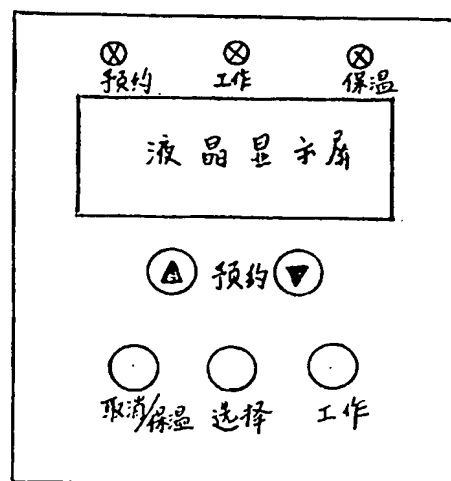 预约 工作 保温
液晶显示屏
预约
取消/保温 选择 工作